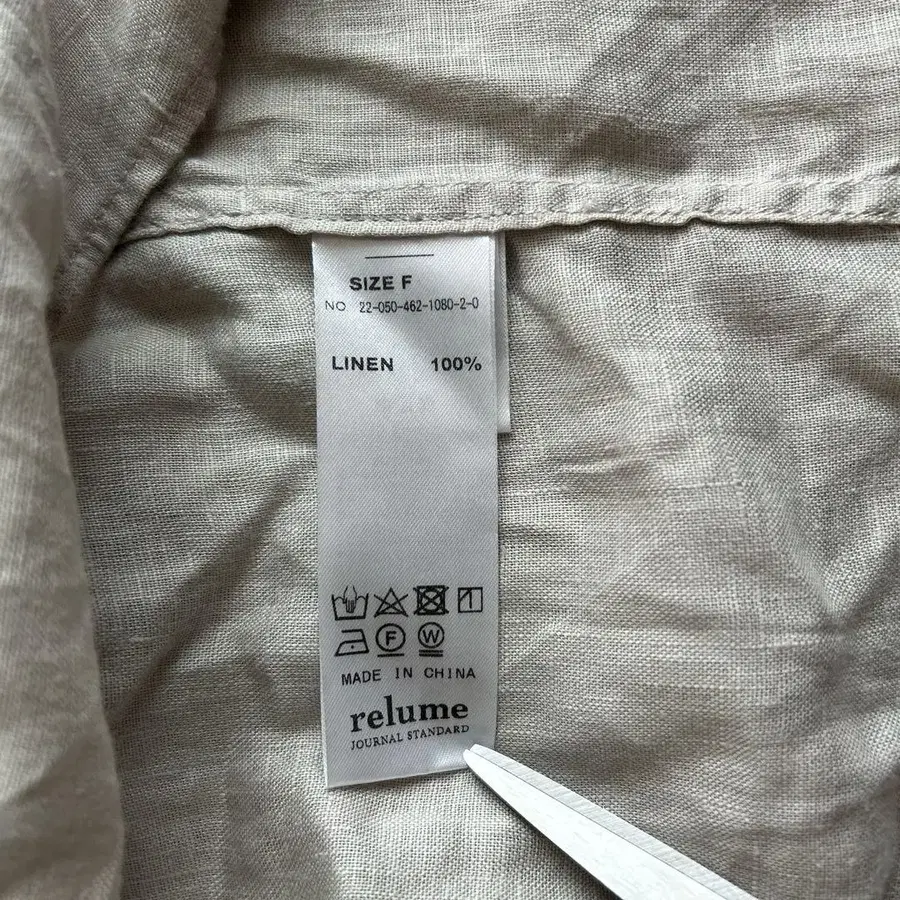 SIZE F
NO 22-050-462-1080-2-0
LINEN 100%
F W
MADE IN CHINA
relume
JOURNAL STANDARD